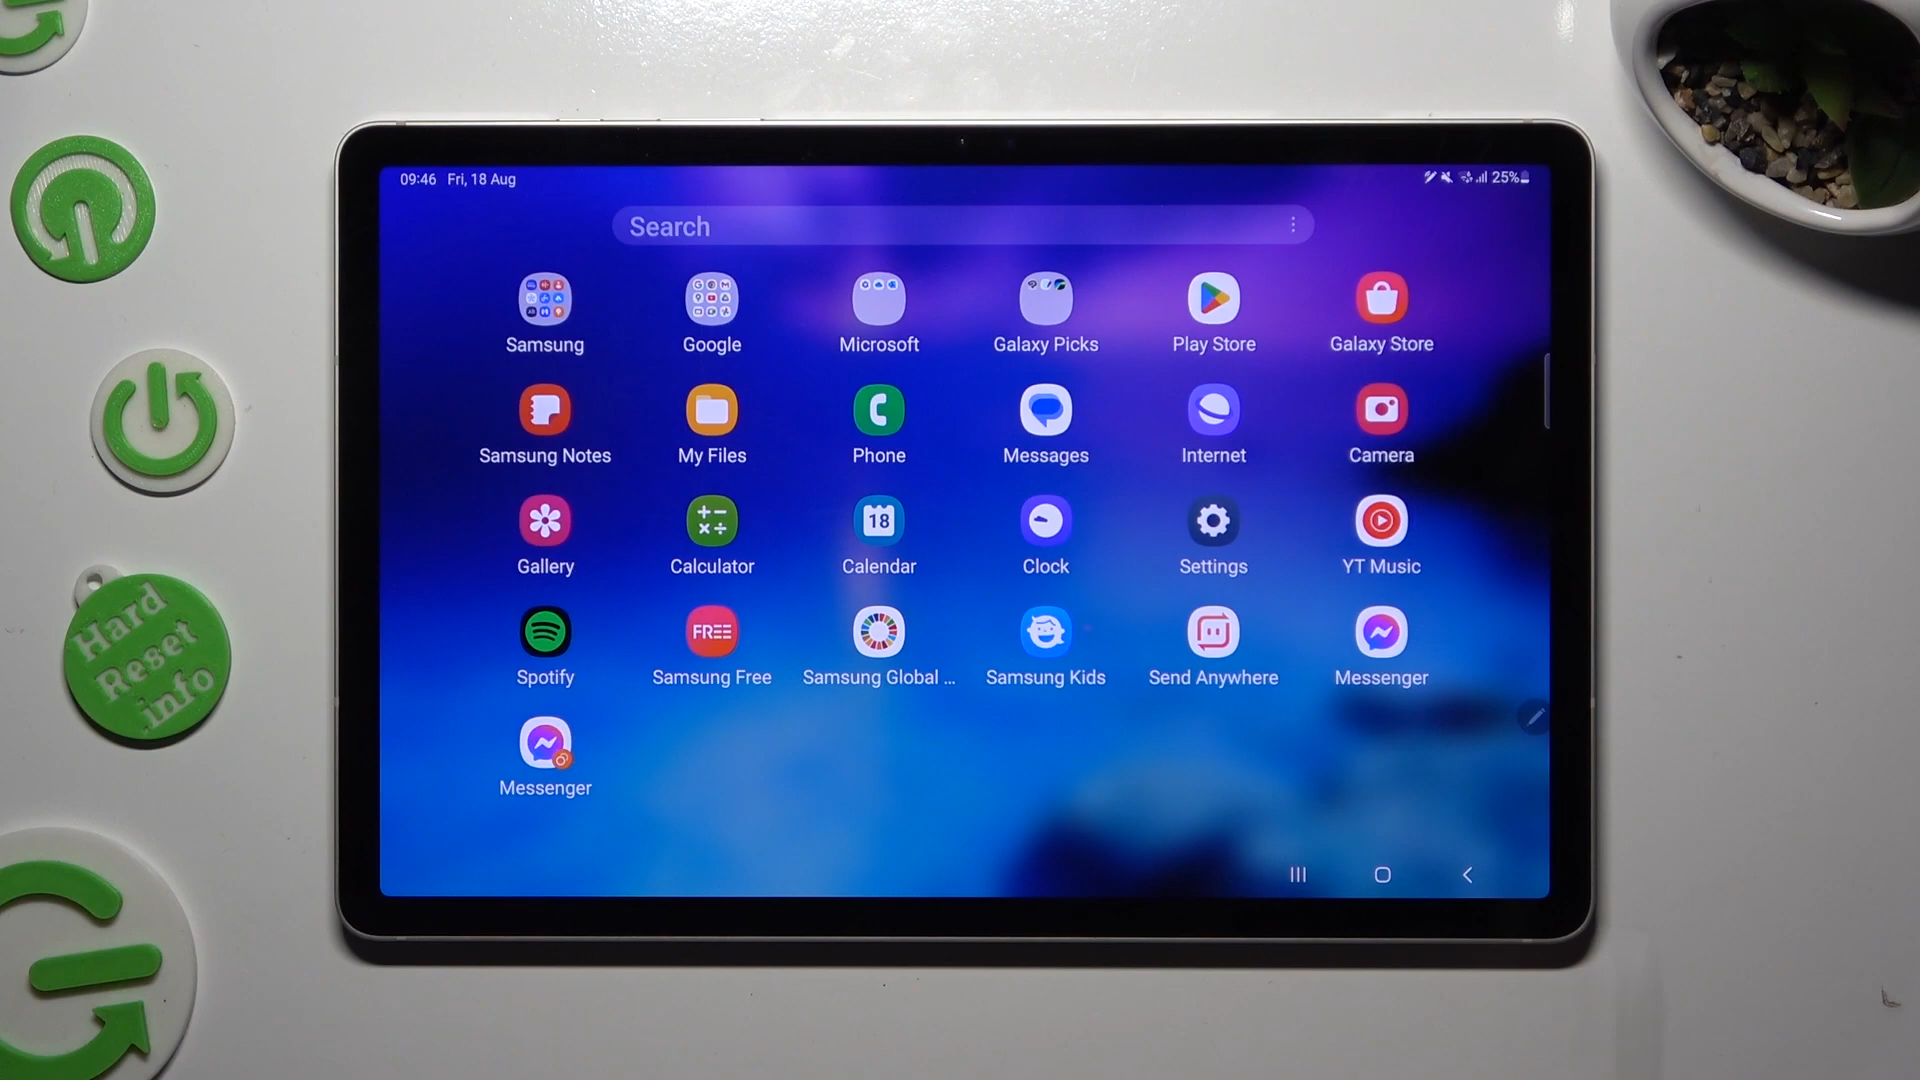 09:46 Fri, 18 Aug
25%
Search
Samsung
Google
Microsoft
Galaxy Picks
Play Store
Galaxy Store
Samsung Notes
My Files
Phone
Messages
Internet
Camera
18
Gallery
Calculator
Calendar
Clock
Settings
YT Music
FREE
Spotify
Samsung Free
Samsung Global ...
Samsung Kids
Send Anywhere
Messenger
Messenger
Hard
Reset
.info